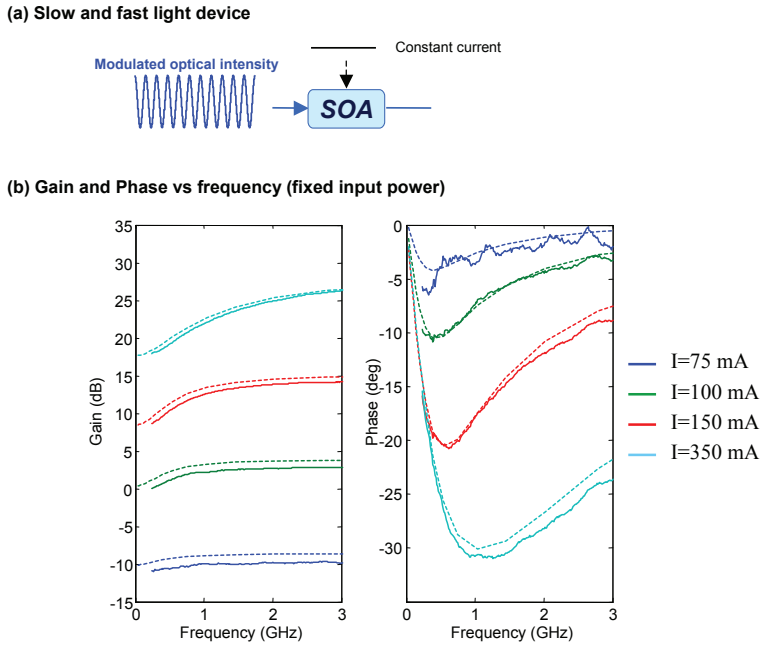 (a) Slow and fast light device
Constant current
Modulated optical intensity
SOA
(b) Gain and Phase vs frequency (fixed input power)
35
30
25
20
15
10
5
0
-5
-10
-15
Gain (dB)
0 1 2 3
Frequency (GHz)
0
-5
-10
-15
-20
-25
-30
Phase (deg)
0 1 2 3
Frequency (GHz)
I=75 mA
I=100 mA
I=150 mA
I=350 mA